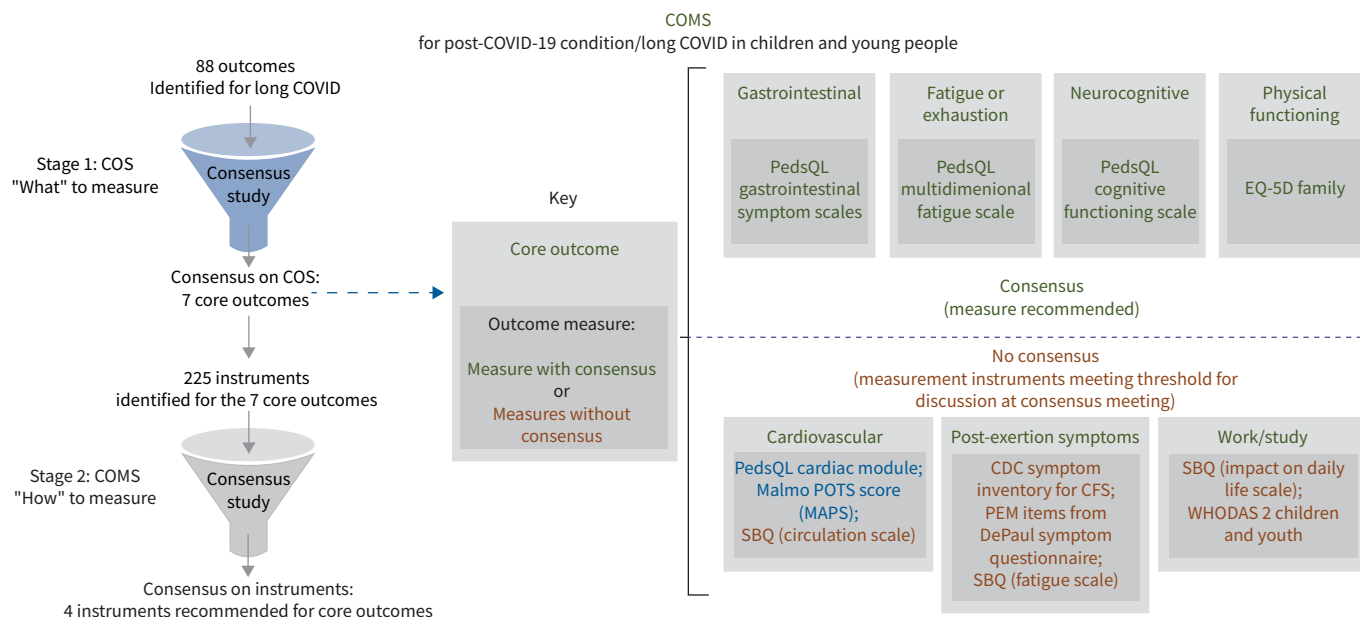 COMS
for post-COVID-19 condition/long COVID in children and young people
88 outcomes
Identified for long COVID
Stage 1: COS
"What" to measure
Consensus
study
Consensus on COS:
7 core outcomes
225 instruments
identified for the 7 core outcomes
Stage 2: COMS
"How" to measure
Consensus
study
Consensus on instruments:
4 instruments recommended for core outcomes
Key
Core outcome
Outcome measure:
Measure with consensus
or
Measures without
consensus
Gastrointestinal
PedsQL
gastrointestinal
symptom scales
Fatigue or
exhaustion
PedsQL
multidimenional
fatigue scale
Neurocognitive
PedsQL
cognitive
functioning scale
Physical
functioning
EQ-5D family
Consensus
(measure recommended)
No consensus
(measurement instruments meeting threshold for
discussion at consensus meeting)
Cardiovascular
PedsQL cardiac module;
Malmo POTS score
(MAPS);
SBQ (circulation scale)
Post-exertion symptoms
CDC symptom
inventory for CFS;
PEM items from
DePaul symptom
questionnaire;
SBQ (fatigue scale)
Work/study
SBQ (impact on daily
life scale);
WHODAS 2 children
and youth